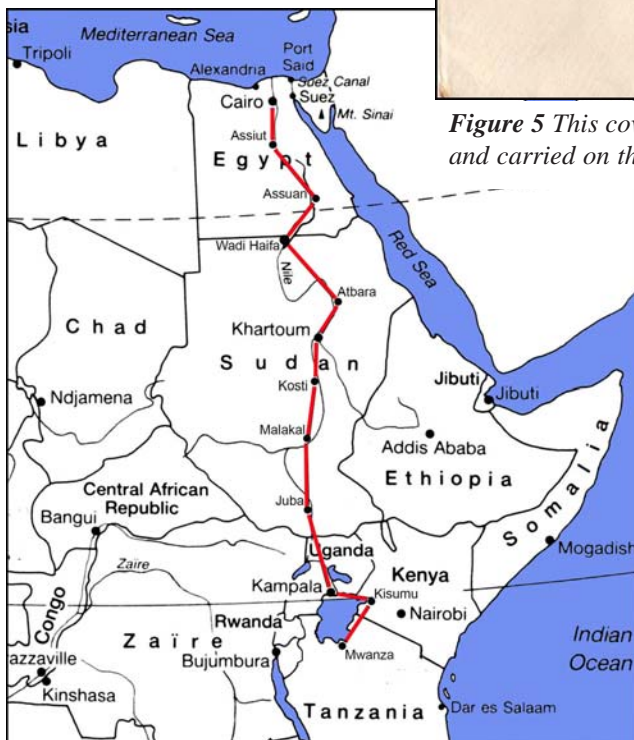 Figure 5 This cov
and carried on th
sia
Mediterranean Sea
Tripoli
Port
Said
Alexandria
Suez Canal
Cairo
Suez
Mt. Sinai
Assiut
Libya
Egypt
Assuan
Wadi Haifa
Nile
Red Sea
Atbara
Chad
Khartoum
Sudan
Kosti
Jibuti
Jibuti
Ndjamena
Malakal
Addis Ababa
Ethiopia
Somalia
Central African
Republic
Juba
Bangui
Mogadish
Uganda
Zaire
Kampala
Kenya
Kisumu
Congo
Nairobi
Rwanda
Zaïre
Indian
Ocean
azzaville
Bujumbura
Mwanza
Kinshasa
Tanzania
Dar es Salaam